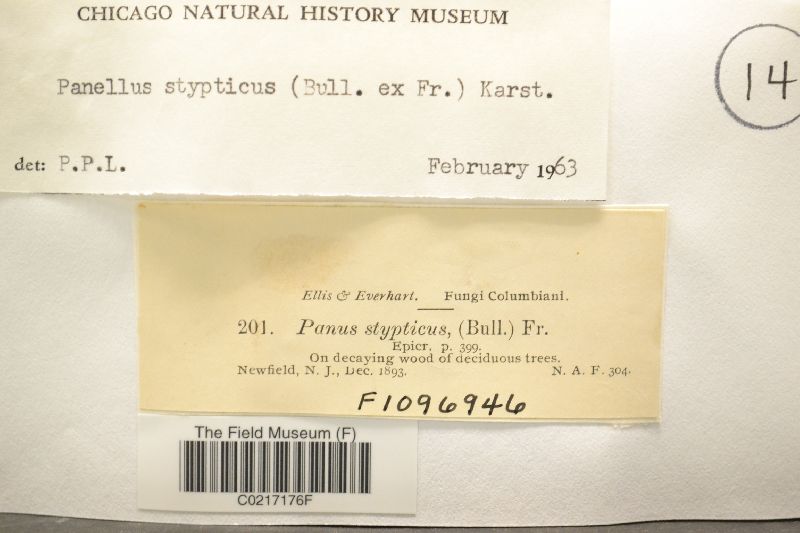 CHICAGO NATURAL HISTORY MUSEUM
Panellus stypticus (Bull. ex Fr.) Karst.
det: P.P.L. February 1963
14
Ellis & Everhart. Fungi Columbiani.
201. Panus stypticus, (Bull.) Fr.
Epicr. p. 399.
On decaying wood of deciduous trees.
Newfield, N. J., Dec. 1893. N. A. F. 304.
F1096946
The Field Museum (F)
C0217176F